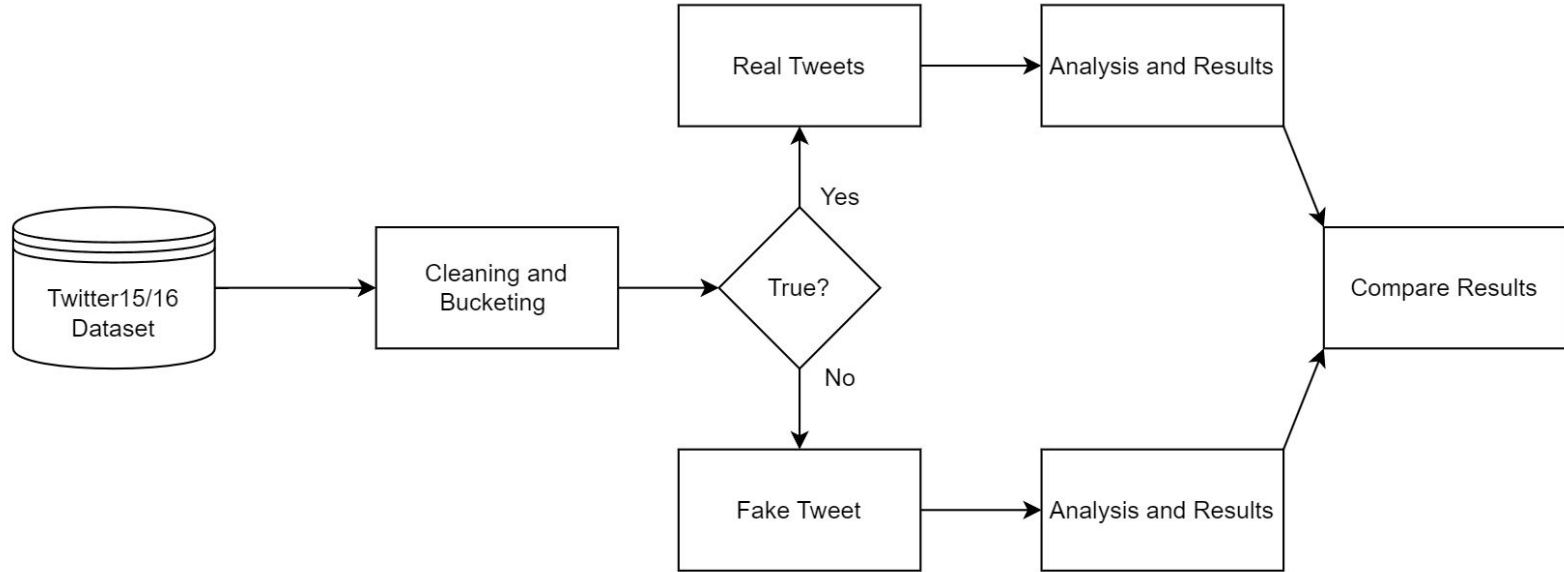 Real Tweets
Analysis and Results
Yes
Twitter15/16
Dataset
Cleaning and
Bucketing
True?
Compare Results
No
Fake Tweet
Analysis and Results